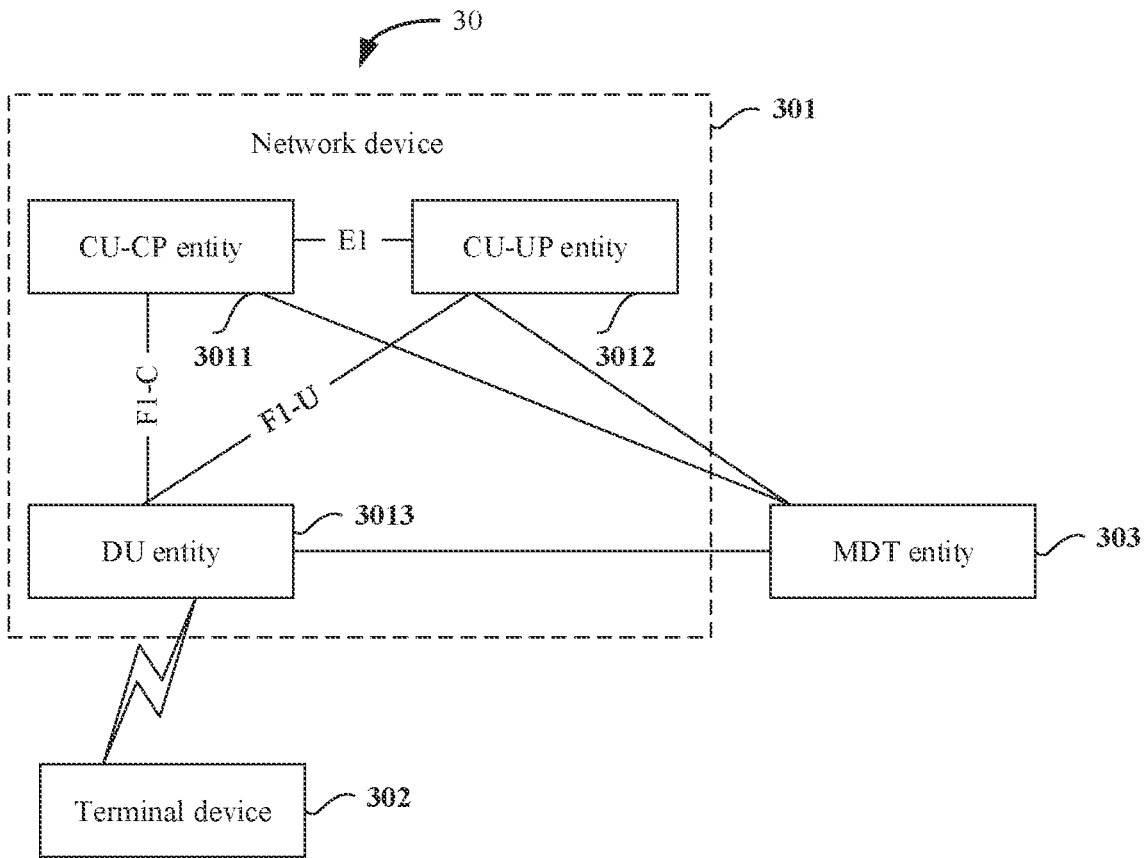 30
301
Network device
CU-CP entity
E1
CU-UP entity
3011
3012
F1-C
F1-U
3013
DU entity
MDT entity
303
Terminal device
302